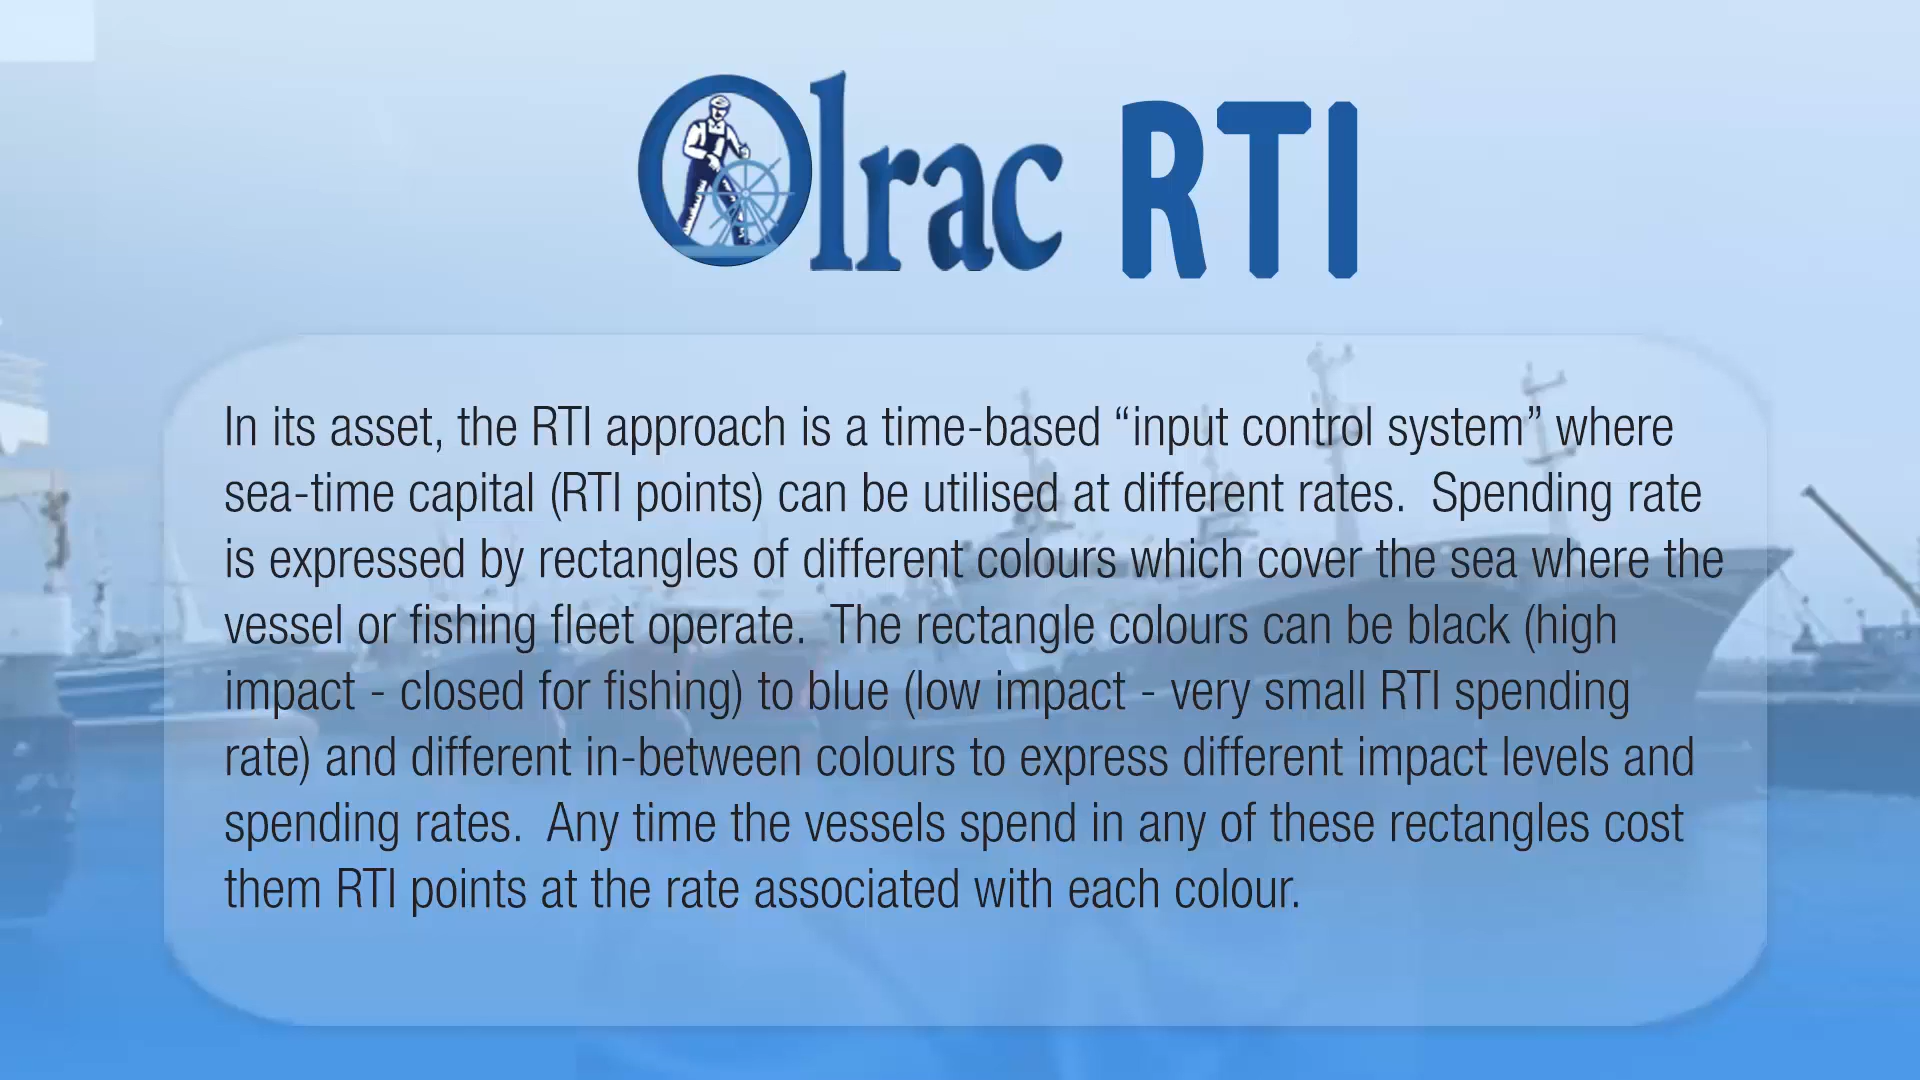 Olrac RTI
In its asset, the RTI approach is a time-based “input control system” where
sea-time capital (RTI points) can be utilised at different rates.  Spending rate
is expressed by rectangles of different colours which cover the sea where the
vessel or fishing fleet operate.  The rectangle colours can be black (high
impact - closed for fishing) to blue (low impact - very small RTI spending
rate) and different in-between colours to express different impact levels and
spending rates.  Any time the vessels spend in any of these rectangles cost
them RTI points at the rate associated with each colour.